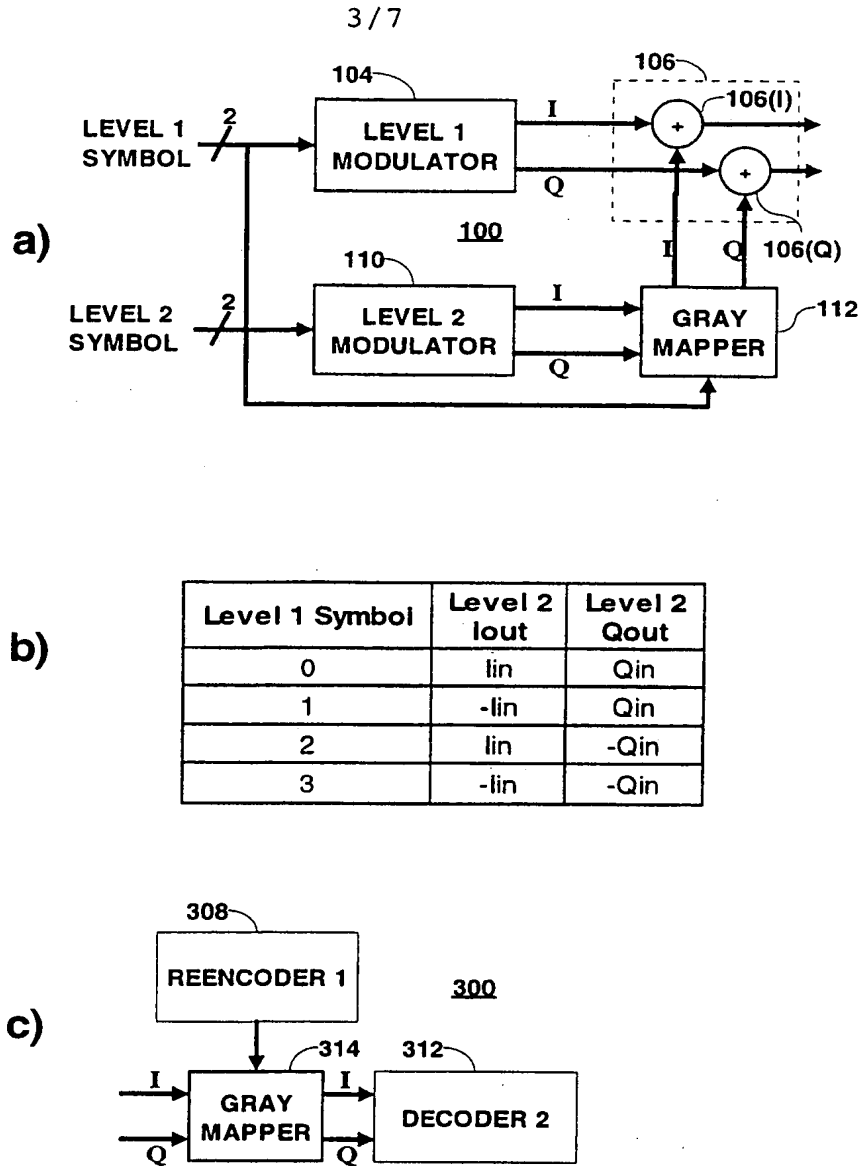 3/7
a)
104
106
106(I)
LEVEL 1
SYMBOL
2
LEVEL 1
MODULATOR
I
Q
+
+
100
I
Q
106(Q)
110
LEVEL 2
SYMBOL
2
LEVEL 2
MODULATOR
I
Q
GRAY
MAPPER
112
b)
Level 1 Symbol Level 2 Iout Level 2 Qout
0 Iin Qin
1 -Iin Qin
2 Iin -Qin
3 -Iin -Qin
c)
308
REENCODER 1
300
314
312
I
Q
GRAY
MAPPER
I
Q
DECODER 2